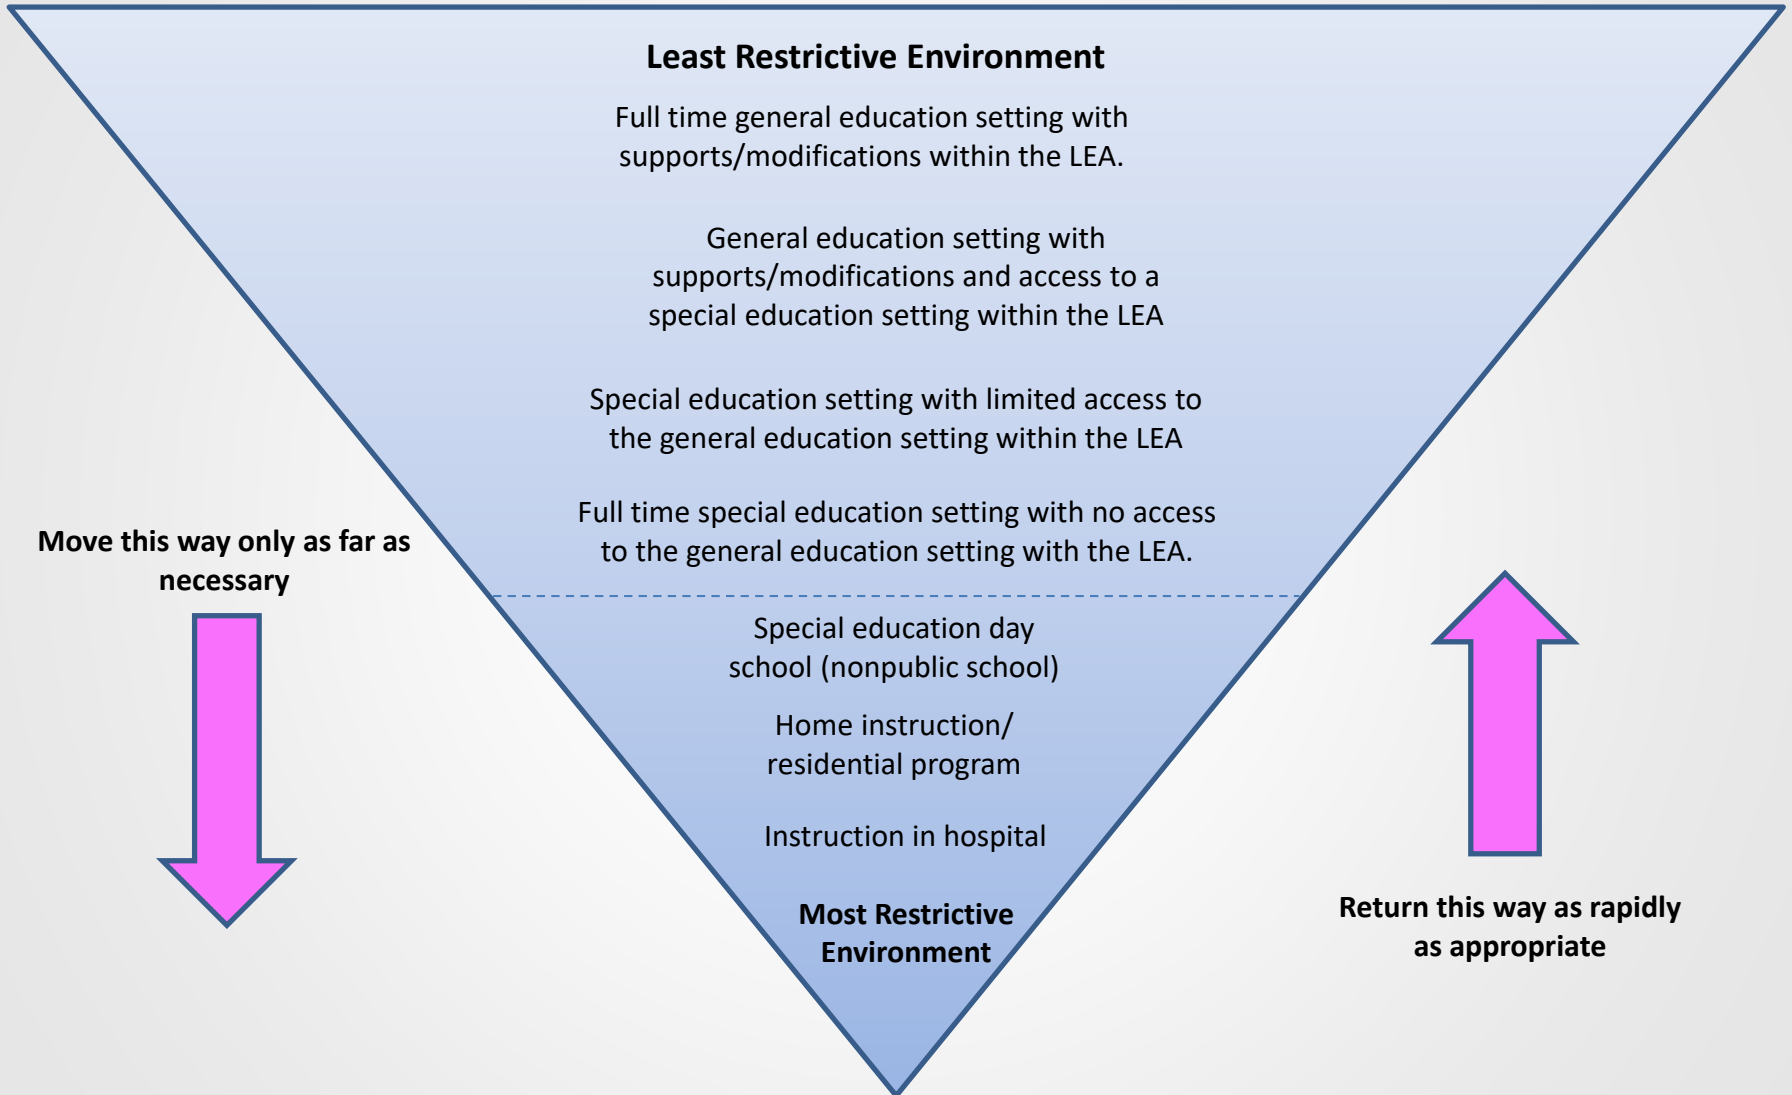 Least Restrictive Environment
Full time general education setting with
supports/modifications within the LEA.
General education setting with
supports/modifications and access to a
special education setting within the LEA
Special education setting with limited access to
the general education setting within the LEA
Full time special education setting with no access
to the general education setting with the LEA.
Move this way only as far as
necessary
Special education day
school (nonpublic school)
Home instruction/
residential program
Instruction in hospital
Most Restrictive
Environment
Return this way as rapidly
as appropriate